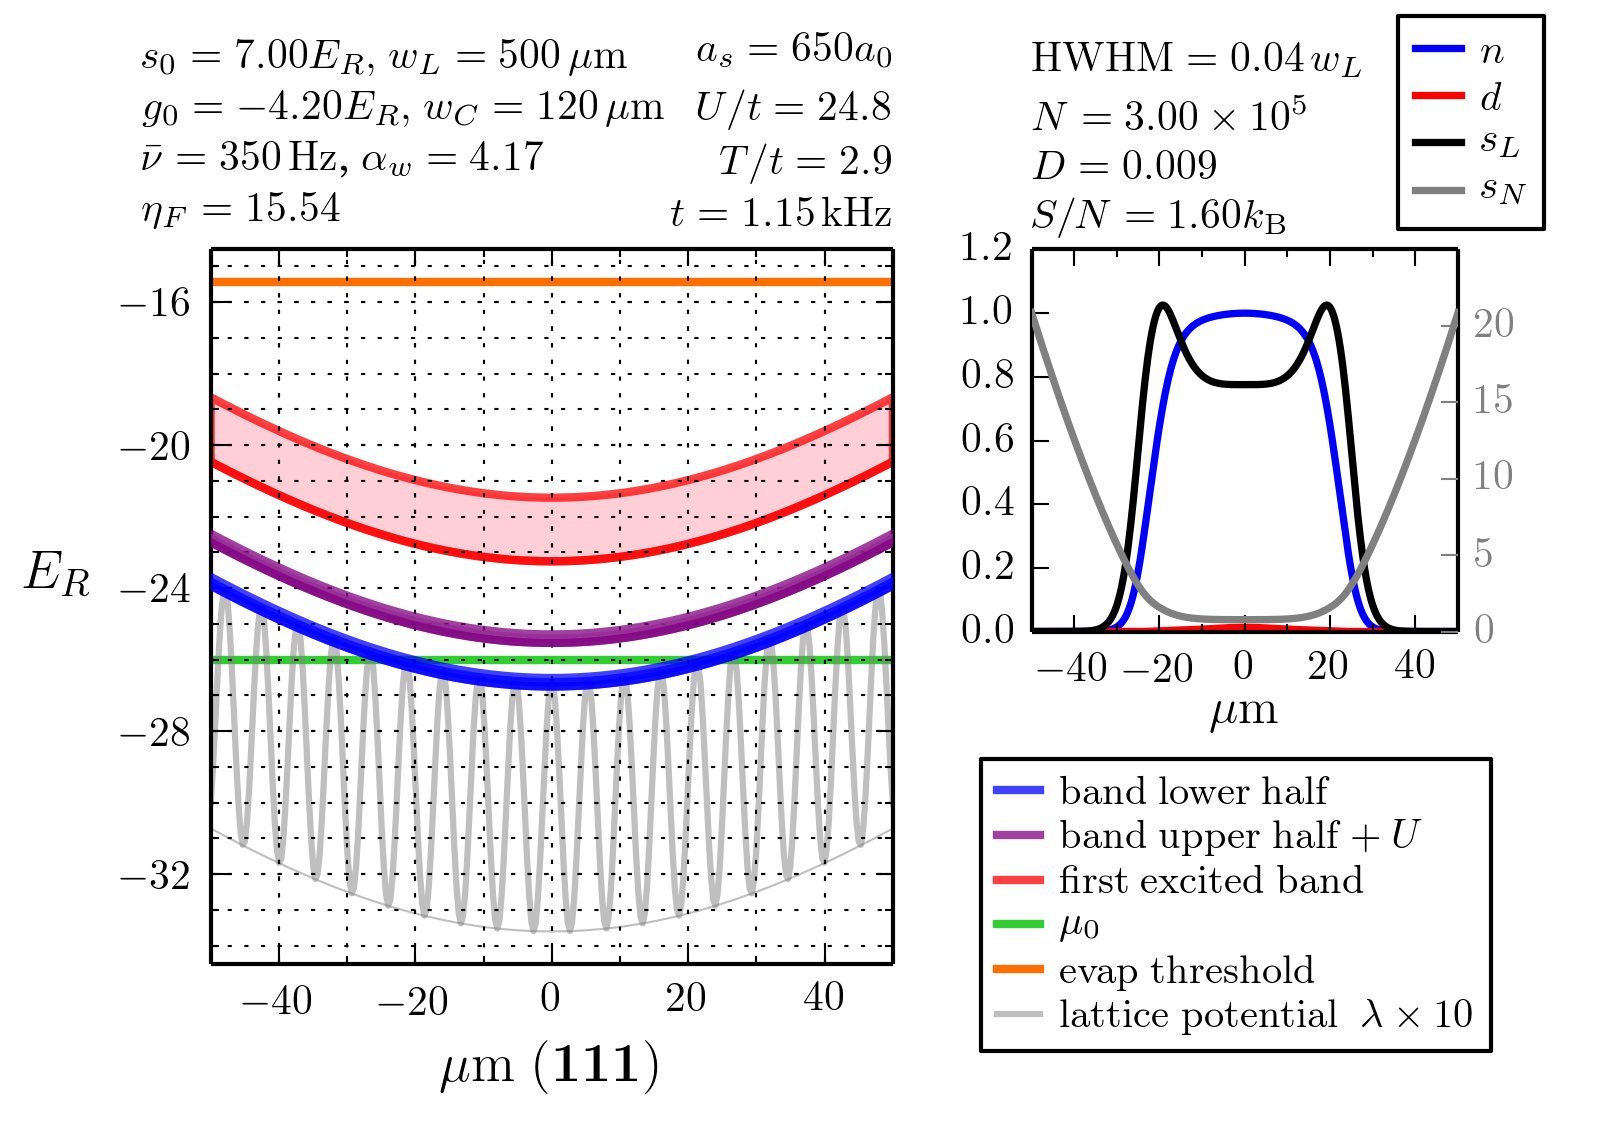 s₀ = 7.00E_R, w_L = 500 μm
g₀ = −4.20E_R, w_C = 120 μm
ν̄ = 350 Hz, α_w = 4.17
η_F = 15.54
a_s = 650a₀
U/t = 24.8
T/t = 2.9
t = 1.15 kHz
HWHM = 0.04 w_L
N = 3.00 × 10⁵
D = 0.009
S/N = 1.60k_B
n
d
s_L
s_N
E_R
−16
−20
−24
−28
−32
−40 −20 0 20 40
μm (111)
1.2
1.0
0.8
0.6
0.4
0.2
0.0
20
15
10
5
0
−40 −20 0 20 40
μm
band lower half
band upper half + U
first excited band
μ₀
evap threshold
lattice potential λ × 10